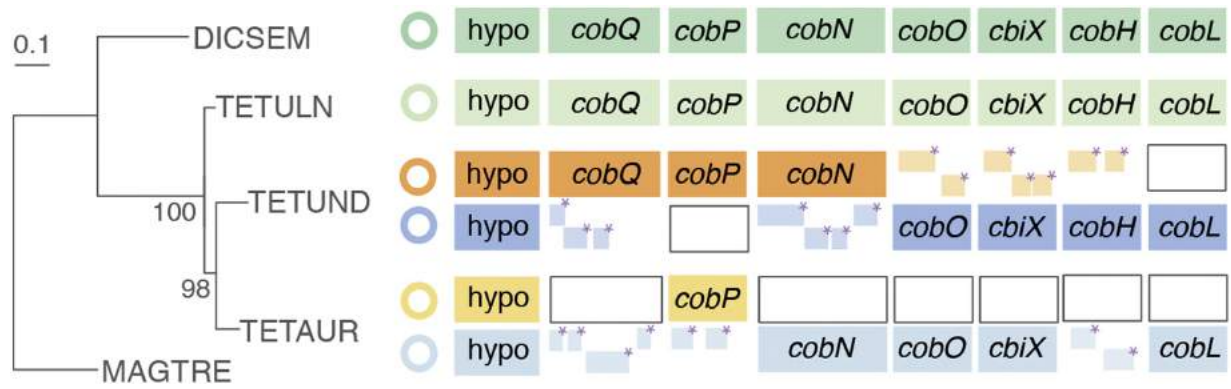 0.1
DICSEM
hypo cobQ cobP cobN cobO cbiX cobH cobL
TETULN
hypo cobQ cobP cobN cobO cbiX cobH cobL
100
TETUND
hypo cobQ cobP cobN * * * * * * *
hypo * * * * * * * cobO cbiX cobH cobL
98
TETAUR
hypo cobP
hypo * * * * * * cobN cobO cbiX * * cobL
MAGTRE